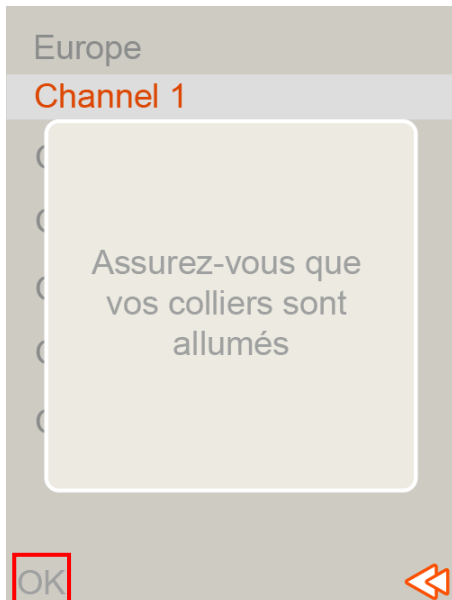 Europe
Channel 1
Assurez-vous que
vos colliers sont
allumés
OK